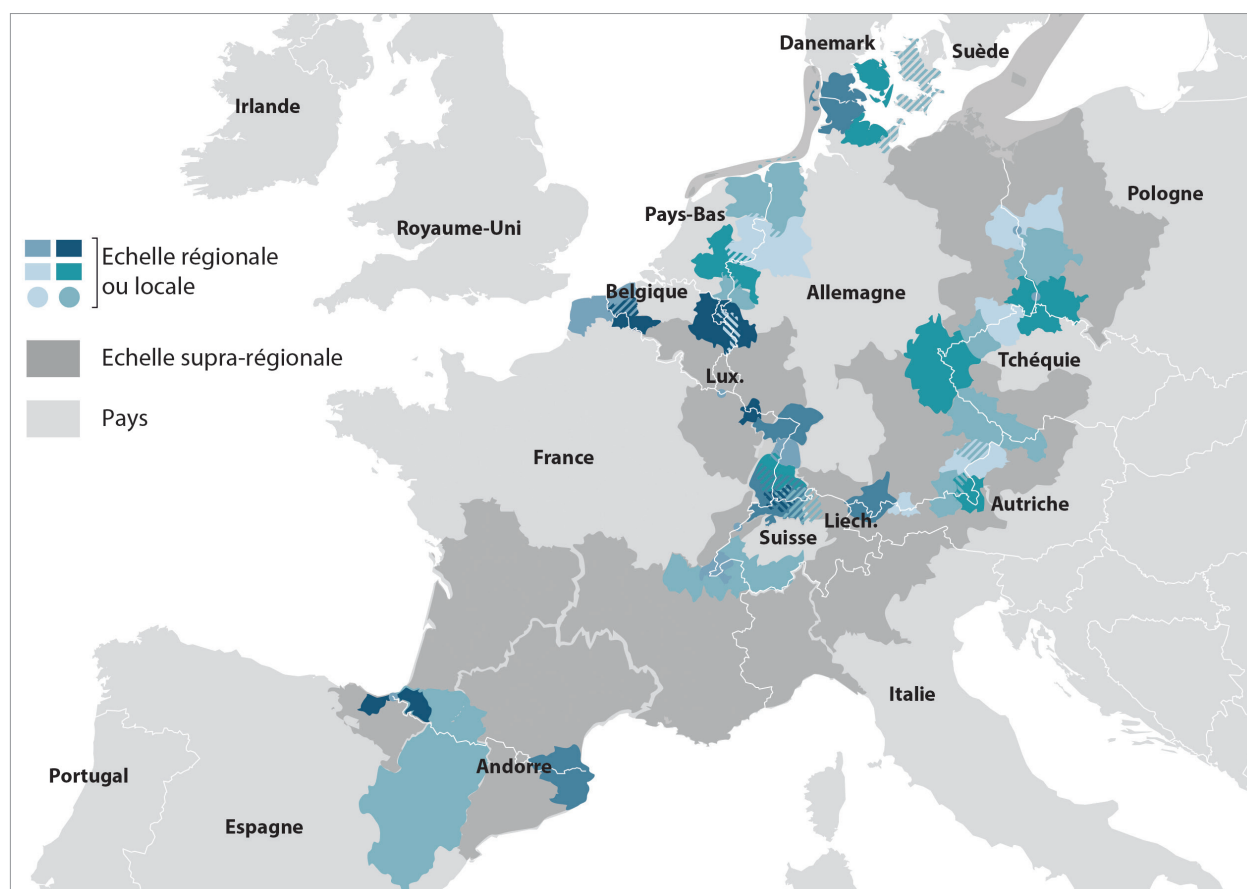 Danemark
Suède
Irlande
Pologne
Pays-Bas
Royaume-Uni
Echelle régionale
ou locale
Belgique
Allemagne
Echelle supra-régionale
Tchéquie
Lux.
Pays
France
Autriche
Liech.
Suisse
Italie
Andorre
Portugal
Espagne